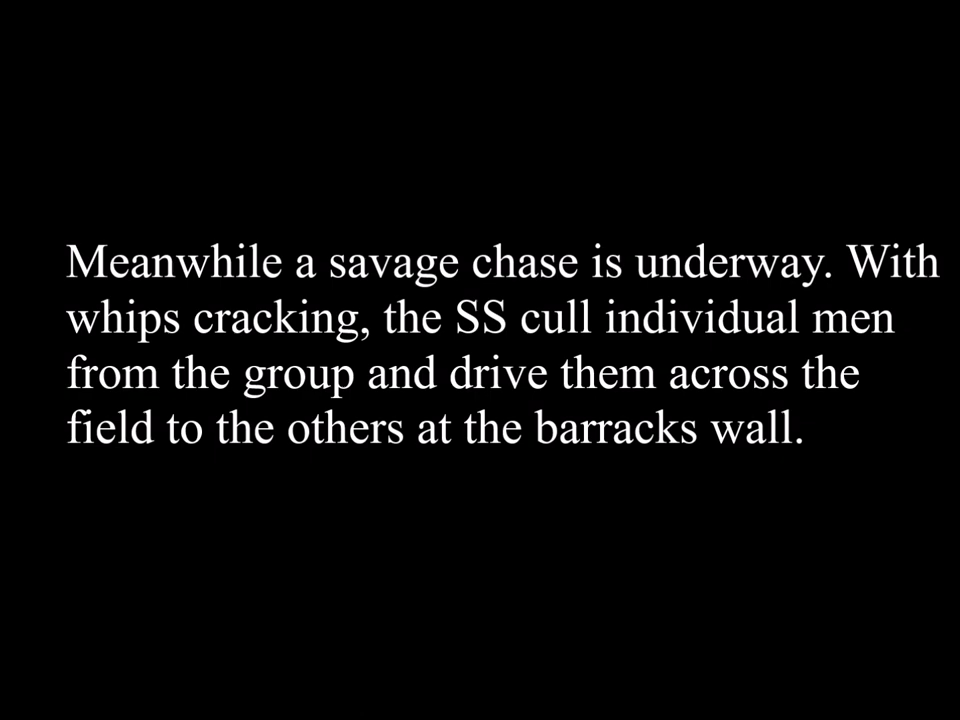 Meanwhile a savage chase is underway. With
whips cracking, the SS cull individual men
from the group and drive them across the
field to the others at the barracks wall.